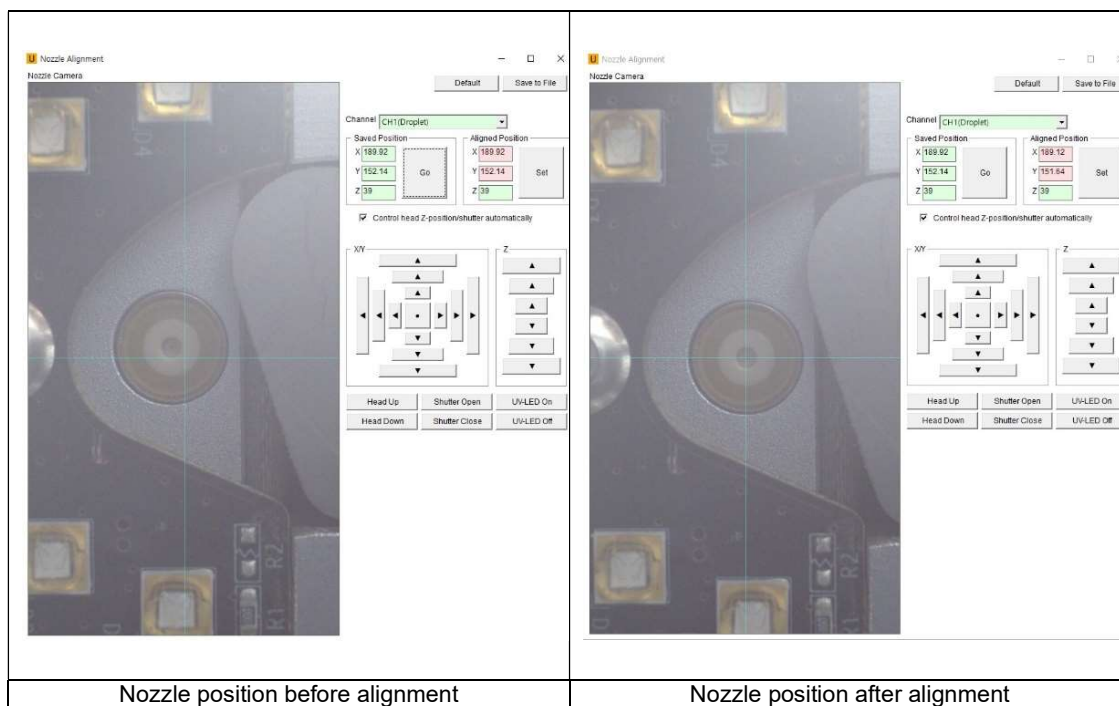 U Nozzle Alignment
Nozzle Camera
Default Save to File
Channel CH1(Droplet)
Saved Position Aligned Position
X 189.92 X 189.92
Y 152.14 Go Y 152.14 Set
Z 39 Z 39
Control head Z-position/shutter automatically
X/Y Z
Head Up Shutter Open UV-LED On
Head Down Shutter Close UV-LED Off
D4
R2
R1
D
Nozzle position before alignment
U Nozzle Alignment
Nozzle Camera
Default Save to File
Channel CH1(Droplet)
Saved Position Aligned Position
X 189.92 X 189.12
Y 152.14 Go Y 151.64 Set
Z 39 Z 39
Control head Z-position/shutter automatically
X/Y Z
Head Up Shutter Open UV-LED On
Head Down Shutter Close UV-LED Off
D4
R2
R1
Nozzle position after alignment